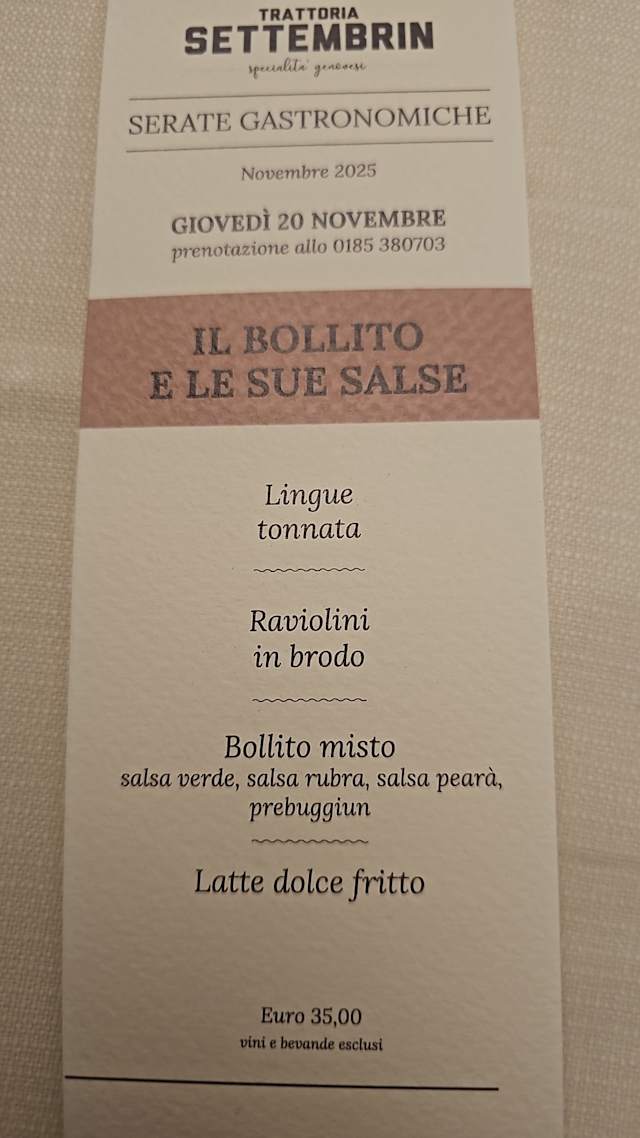 TRATTORIA
SETTEMBRIN
specialita' genovesi
SERATE GASTRONOMICHE
Novembre 2025
GIOVEDÌ 20 NOVEMBRE
prenotazione allo 0185 380703
IL BOLLITO
E LE SUE SALSE
Lingue
tonnata
Raviolini
in brodo
Bollito misto
salsa verde, salsa rubra, salsa pearà,
prebuggiun
Latte dolce fritto
Euro 35,00
vini e bevande esclusi